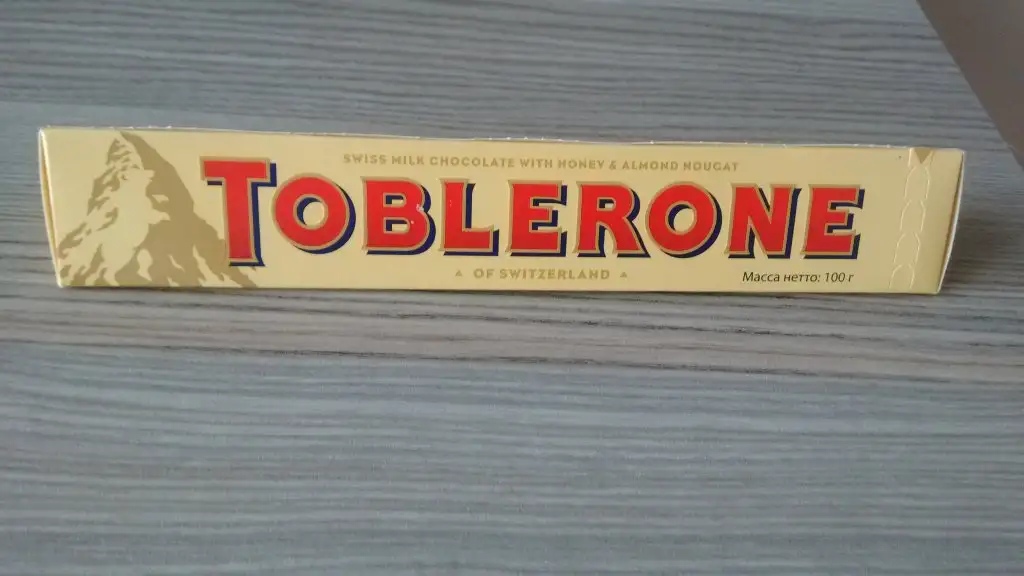 SWISS MILK CHOCOLATE WITH HONEY & ALMOND NOUGAT
TOBLERONE
OF SWITZERLAND
Масса нетто: 100 г